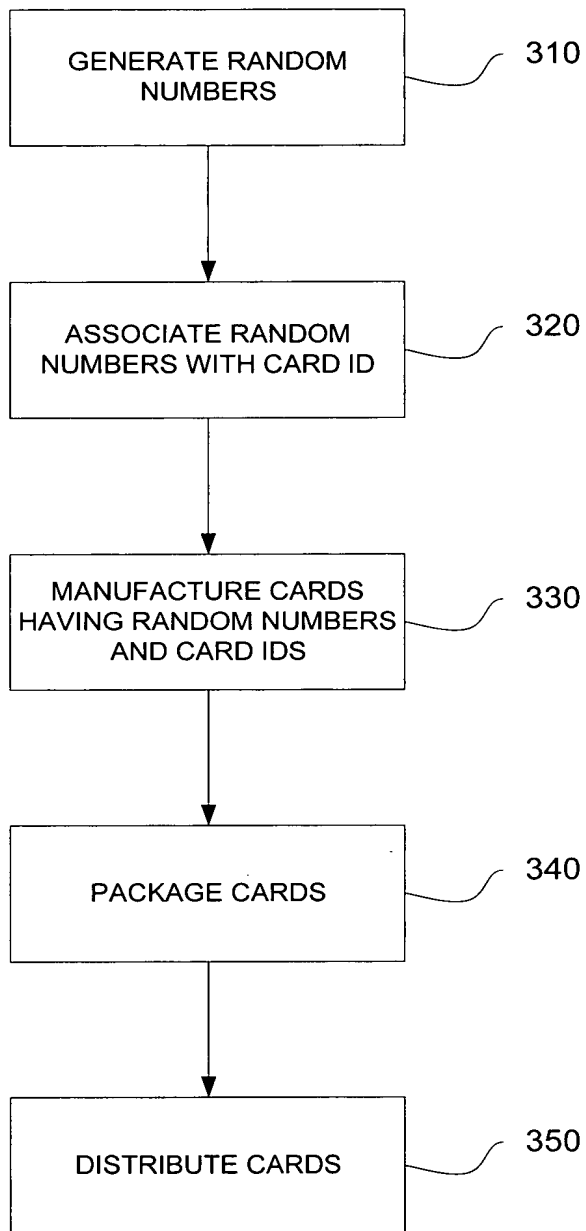 GENERATE RANDOM
NUMBERS
310
ASSOCIATE RANDOM
NUMBERS WITH CARD ID
320
MANUFACTURE CARDS
HAVING RANDOM NUMBERS
AND CARD IDS
330
PACKAGE CARDS
340
DISTRIBUTE CARDS
350